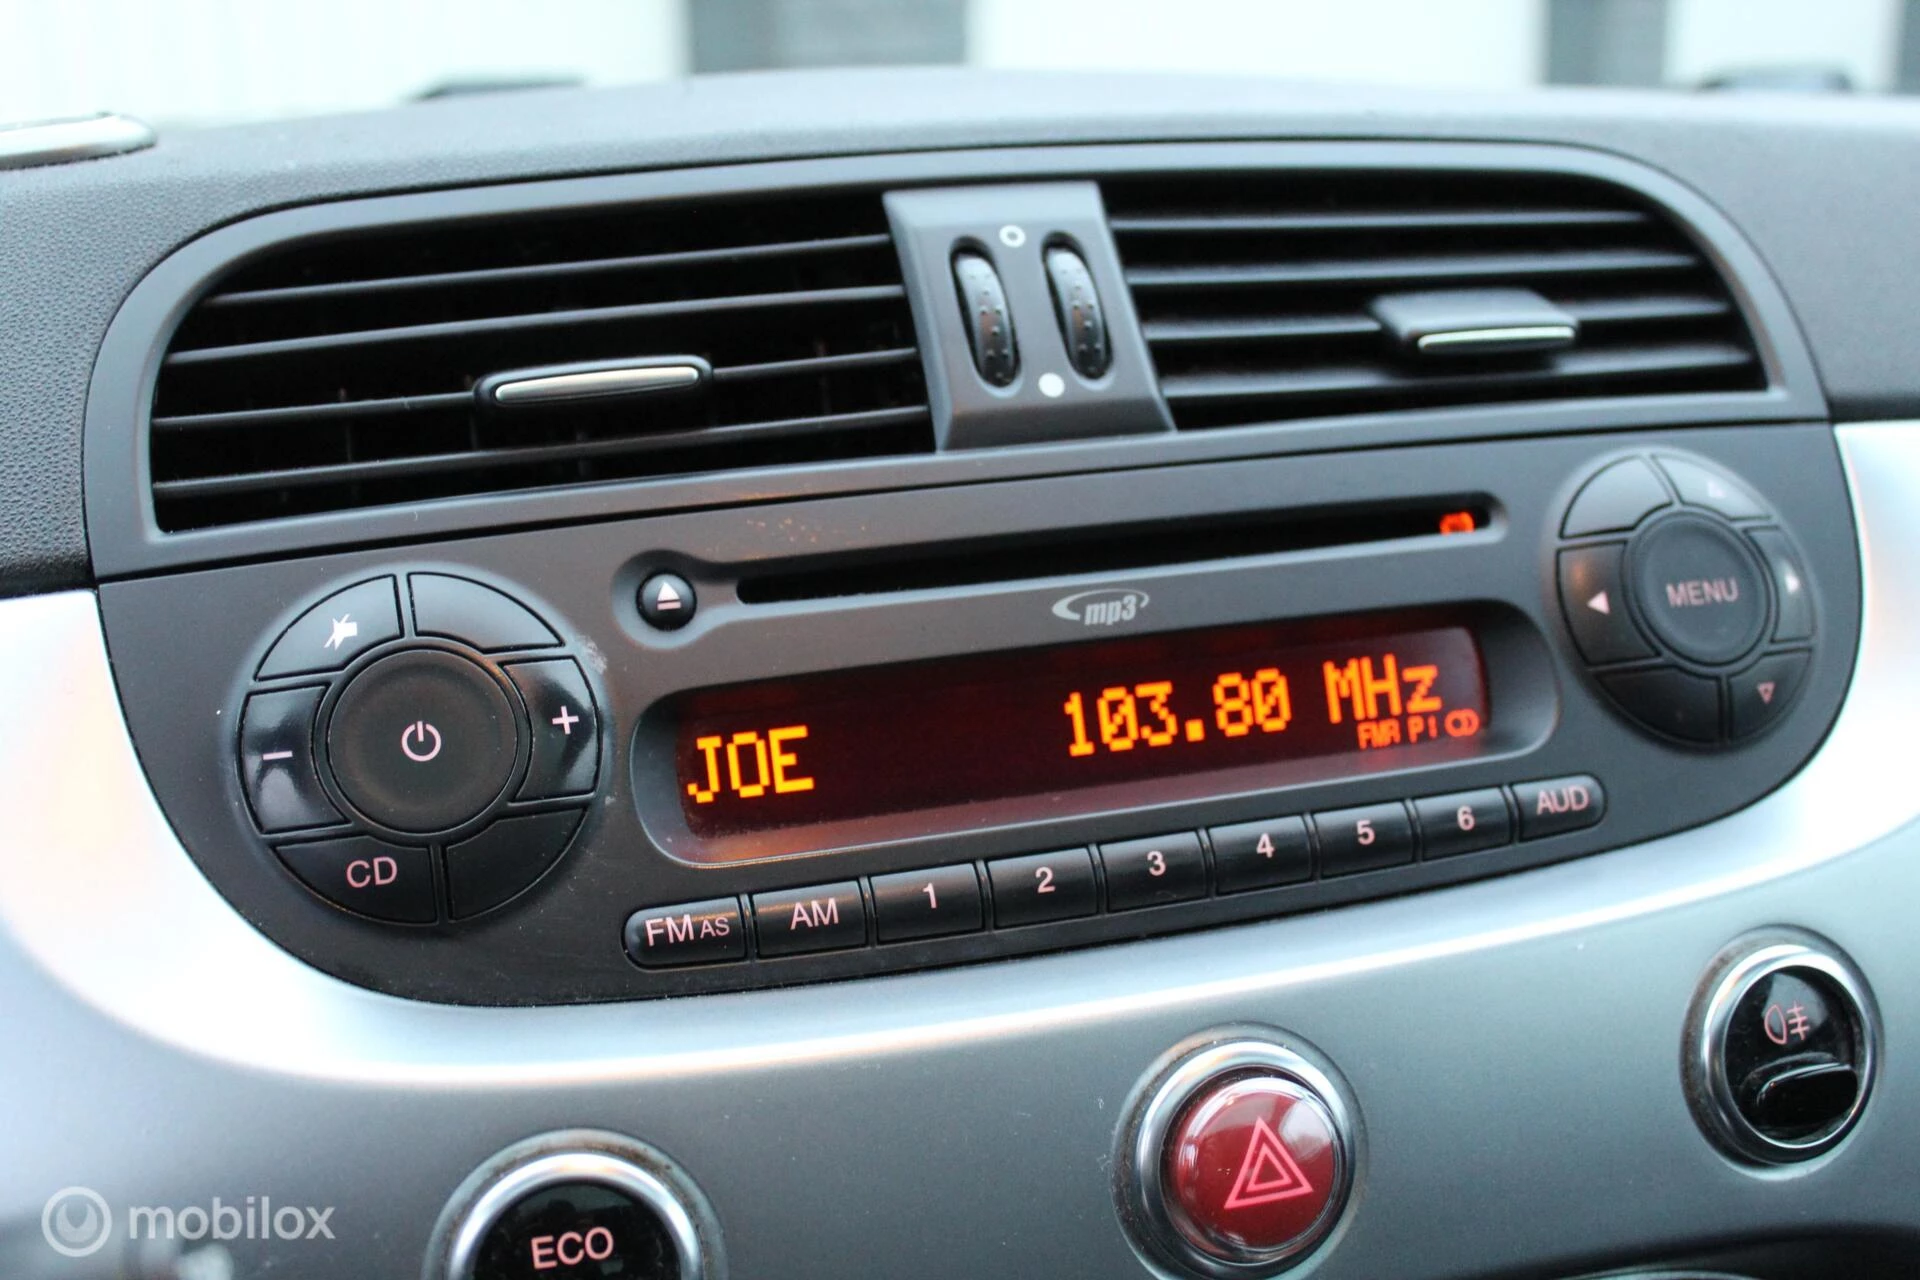 mp3
MENU
JOE 103.80 MHz
FMA PI
CD
FM AS AM 1 2 3 4 5 6 AUD
ECO
mobilox